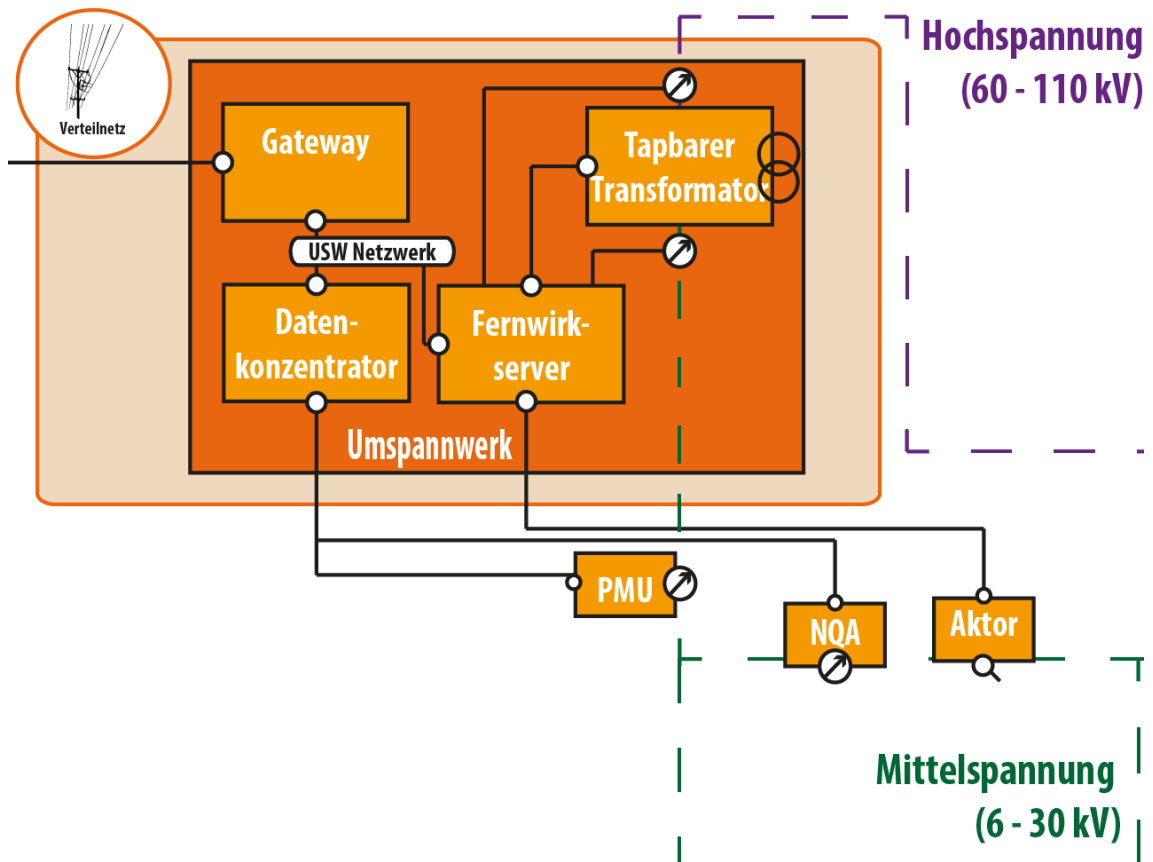 Verteilnetz
Hochspannung
(60 - 110 kV)
Gateway
Tapbarer
Transformator
USW Netzwerk
Daten-
konzentrator
Fernwirk-
server
Umspannwerk
PMU
NQA
Aktor
Mittelspannung
(6 - 30 kV)